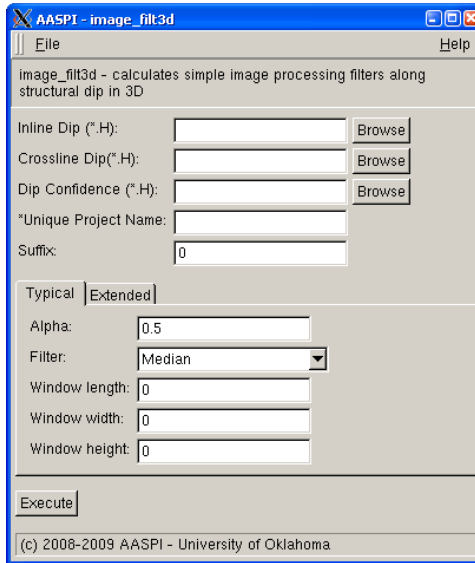 AASPI - image_filt3d
File Help
image_filt3d - calculates simple image processing filters along
structural dip in 3D
Inline Dip (*.H): Browse
Crossline Dip(*.H): Browse
Dip Confidence (*.H): Browse
*Unique Project Name:
Suffix: 0
Typical Extended
Alpha: 0.5
Filter: Median
Window length: 0
Window width: 0
Window height: 0
Execute
(c) 2008-2009 AASPI - University of Oklahoma